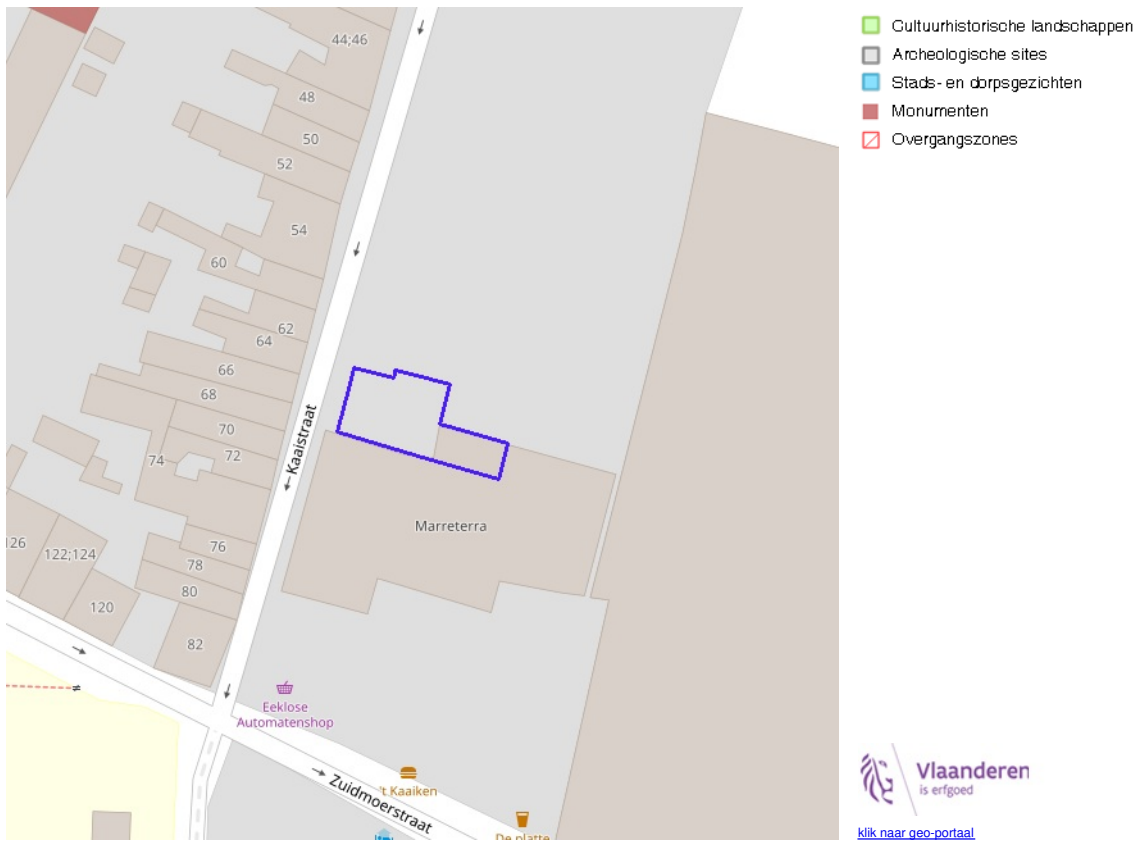 44;46
48
50
52
54
60
62
64
66
68
70
72
74
76
78
80
82
126
122;124
120
Kaaistraat
Marreterra
Eeklose
Automatenshop
't Kaaiken
Zuidmoerstraat
De platte
Cultuurhistorische landschappen
Archeologische sites
Stads- en dorpsgezichten
Monumenten
Overgangszones
Vlaanderen
is erfgoed
klik naar geo-portaal